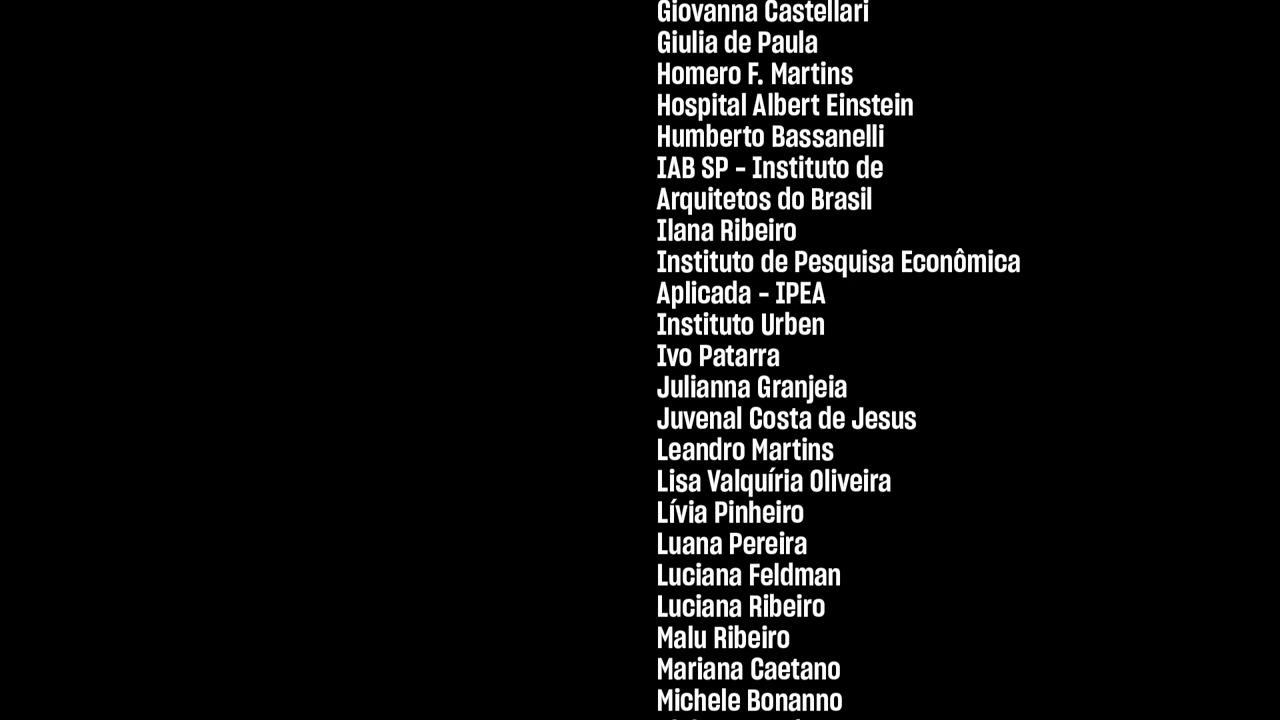 Giovanna Castellari
Giulia de Paula
Homero F. Martins
Hospital Albert Einstein
Humberto Bassanelli
IAB SP - Instituto de
Arquitetos do Brasil
Ilana Ribeiro
Instituto de Pesquisa Econômica
Aplicada - IPEA
Instituto Urben
Ivo Patarra
Julianna Granjeia
Juvenal Costa de Jesus
Leandro Martins
Lisa Valquíria Oliveira
Lívia Pinheiro
Luana Pereira
Luciana Feldman
Luciana Ribeiro
Malu Ribeiro
Mariana Caetano
Michele Bonanno